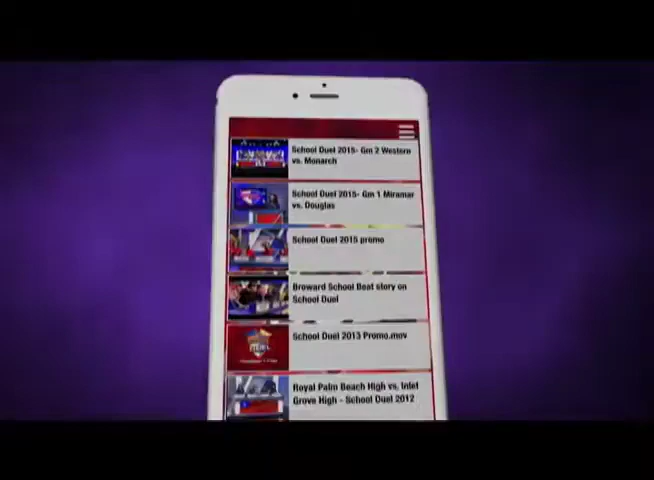 School Duel 2015- Gm 2 Western
vs. Monarch
School Duel 2015- Gm 1 Miramar
vs. Douglas
School Duel 2015 promo
Broward School Beat story on
School Duel
School Duel 2013 Promo.mov
Royal Palm Beach High vs. Inlet
Grove High - School Duel 2012